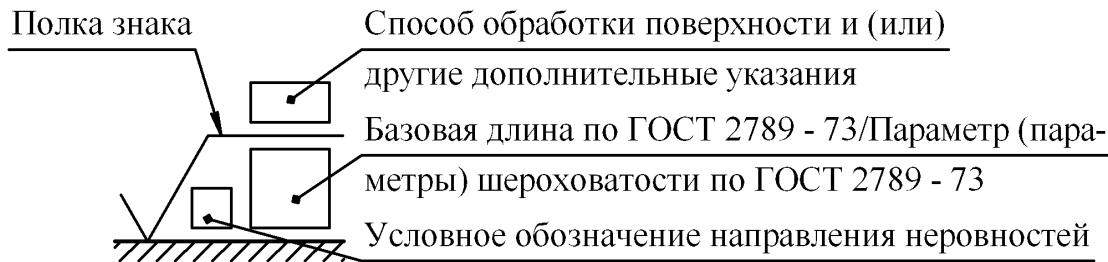 Полка знака
Способ обработки поверхности и (или)
другие дополнительные указания
Базовая длина по ГОСТ 2789 - 73/Параметр (пара-
метры) шероховатости по ГОСТ 2789 - 73
Условное обозначение направления неровностей